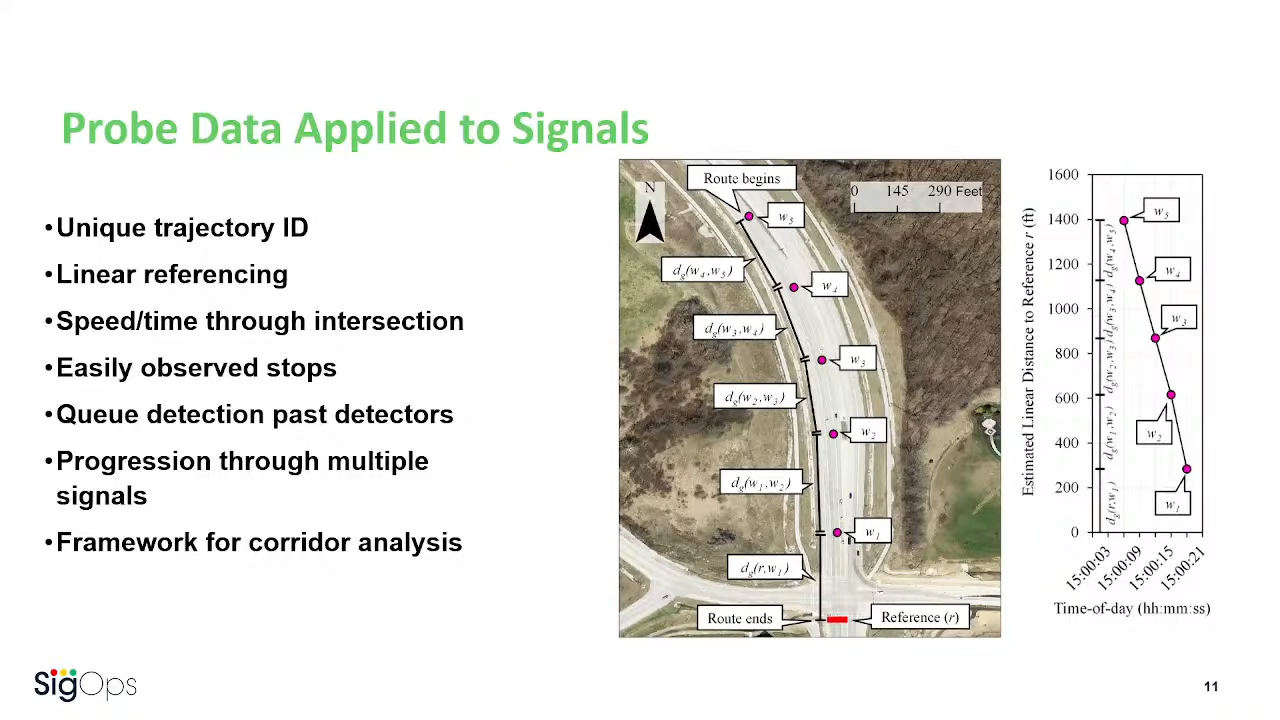 Probe Data Applied to Signals
•Unique trajectory ID
•Linear referencing
•Speed/time through intersection
•Easily observed stops
•Queue detection past detectors
•Progression through multiple
signals
•Framework for corridor analysis
Route begins
N
0 145 290 Feet
w5
dg(w4,w5)
w4
dg(w3,w4)
w3
dg(w2,w3)
w2
dg(w1,w2)
w1
dg(r,w1)
Route ends
Reference (r)
Estimated Linear Distance to Reference r (ft)
1600
1400
1200
1000
800
600
400
200
0
dg(w4,w5)
dg(w3,w4)
dg(w2,w3)
dg(w1,w2)
dg(r,w1)
w5
w4
w3
w2
w1
15:00:03
15:00:09
15:00:15
15:00:21
Time-of-day (hh:mm:ss)
SigOps
11